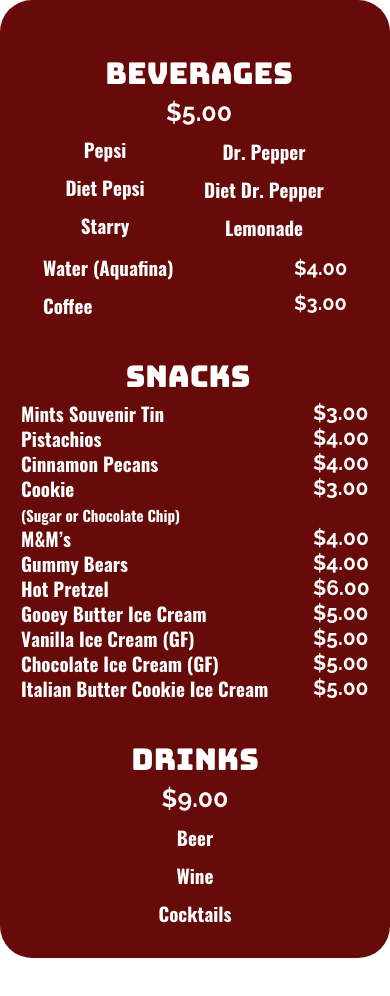 BEVERAGES
$5.00
Pepsi Dr. Pepper
Diet Pepsi Diet Dr. Pepper
Starry Lemonade
Water (Aquafina) $4.00
Coffee $3.00
SNACKS
Mints Souvenir Tin $3.00
Pistachios $4.00
Cinnamon Pecans $4.00
Cookie $3.00
(Sugar or Chocolate Chip)
M&M's $4.00
Gummy Bears $4.00
Hot Pretzel $6.00
Gooey Butter Ice Cream $5.00
Vanilla Ice Cream (GF) $5.00
Chocolate Ice Cream (GF) $5.00
Italian Butter Cookie Ice Cream $5.00
DRINKS
$9.00
Beer
Wine
Cocktails